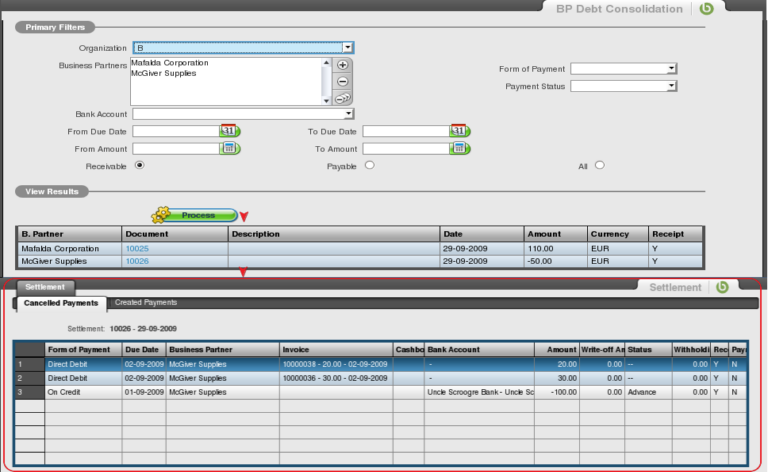 BP Debt Consolidation
Primary Filters
Organization B
Business Partners Mafalda Corporation
McGiver Supplies
Form of Payment
Payment Status
Bank Account
From Due Date 31 To Due Date 31
From Amount To Amount
Receivable Payable All
View Results
Process
B. Partner Document Description Date Amount Currency Receipt
Mafalda Corporation 10025 29-09-2009 110.00 EUR Y
McGiver Supplies 10026 29-09-2009 -50.00 EUR Y
Settlement Settlement
Cancelled Payments Created Payments
Settlement: 10026 - 29-09-2009
Form of Payment Due Date Business Partner Invoice Cashbo Bank Account Amount Write-off Am Status Withholdi Rec Payı
1 Direct Debit 02-09-2009 McGiver Supplies 10000038 - 20.00 - 02-09-2009 - 20.00 0.00 -- 0.00 Y N
2 Direct Debit 02-09-2009 McGiver Supplies 10000036 - 30.00 - 02-09-2009 - 30.00 0.00 -- 0.00 Y N
3 On Credit 01-09-2009 McGiver Supplies Uncle Scroogre Bank - Uncle Sc -100.00 0.00 Advance 0.00 Y N